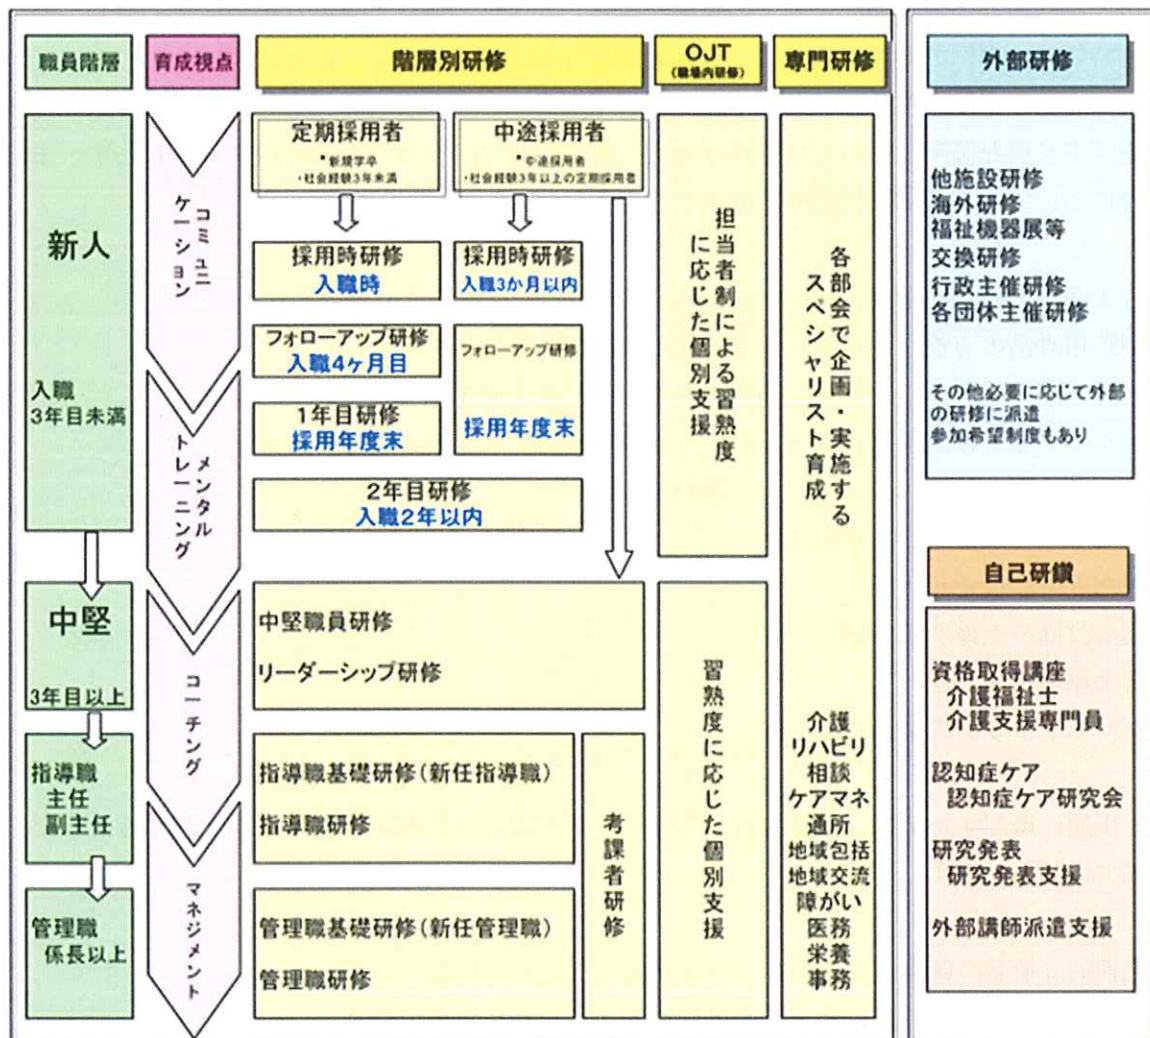 職員階層
育成視点
階層別研修
OJT
(職場内研修)
専門研修
外部研修
新人
入職
3年目未満
中堅
3年目以上
指導職
主任
副主任
管理職
係長以上
コミュニ
ケーション
メンタル
トレーニング
コーチング
マネジメント
定期採用者
・新規学卒
・社会経験3年未満
中途採用者
・中途採用者
・社会経験3年以上の定期採用者
採用時研修
入職時
採用時研修
入職3か月以内
フォローアップ研修
入職4ヶ月目
フォローアップ研修
採用年度末
1年目研修
採用年度末
2年目研修
入職2年以内
中堅職員研修
リーダーシップ研修
指導職基礎研修(新任指導職)
指導職研修
管理職基礎研修(新任管理職)
管理職研修
考課者研修
担当者制による習熟度
に応じた個別支援
習熟度に応じた個別支援
各部会で企画・実施する
スペシャリスト育成
介護
リハビリ
相談
ケアマネ
通所
地域包括
地域交流
障がい
医務
栄養
事務
他施設研修
海外研修
福祉機器展等
交換研修
行政主催研修
各団体主催研修
その他必要に応じて外部
の研修に派遣
参加希望制度もあり
自己研鑽
資格取得講座
介護福祉士
介護支援専門員
認知症ケア
認知症ケア研究会
研究発表
研究発表支援
外部講師派遣支援